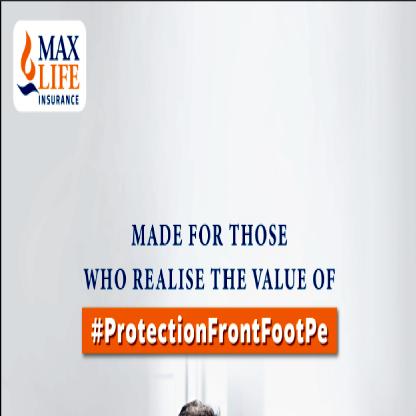 MAX
LIFE
INSURANCE
MADE FOR THOSE
WHO REALISE THE VALUE OF
#ProtectionFrontFootPe